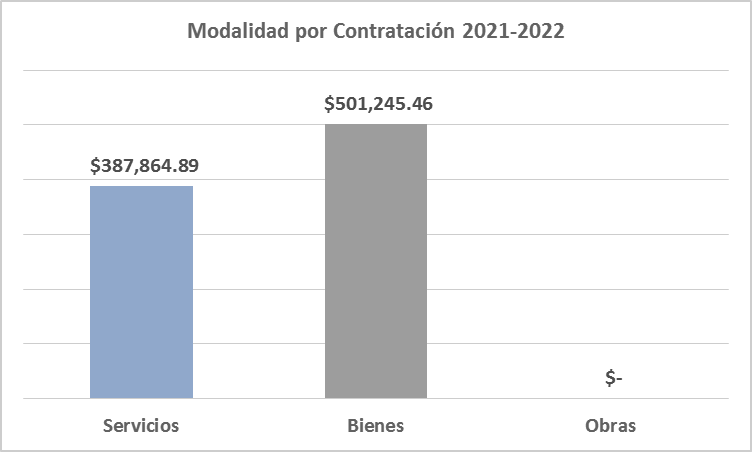 Modalidad por Contratación 2021-2022
$501,245.46
$387,864.89
$-
Servicios Bienes Obras